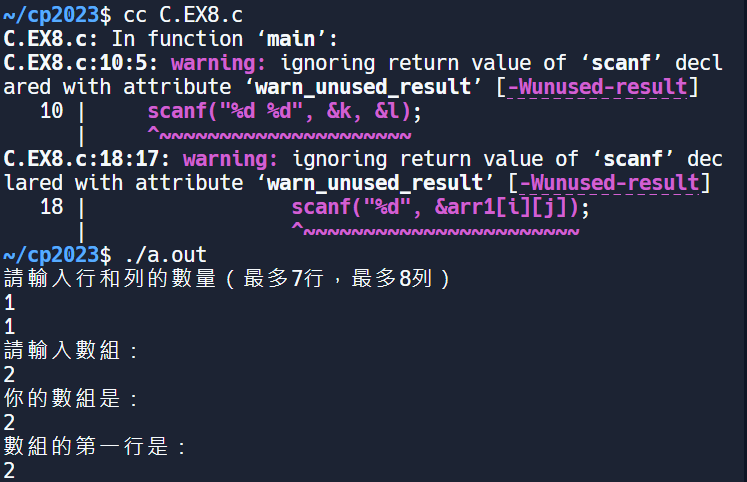 ~/cp2023$ cc C.EX8.c
C.EX8.c: In function ‘main’:
C.EX8.c:10:5: warning: ignoring return value of ‘scanf’ decl
ared with attribute ‘warn_unused_result’ [-Wunused-result]
   10 |     scanf("%d %d", &k, &l);
      |     ^~~~~~~~~~~~~~~~~~~~~~
C.EX8.c:18:17: warning: ignoring return value of ‘scanf’ dec
lared with attribute ‘warn_unused_result’ [-Wunused-result]
   18 |                 scanf("%d", &arr1[i][j]);
      |                 ^~~~~~~~~~~~~~~~~~~~~~~~
~/cp2023$ ./a.out
請輸入行和列的數量（最多7行，最多8列）
1
1
請輸入數組：
2
你的數組是：
2
數組的第一行是：
2